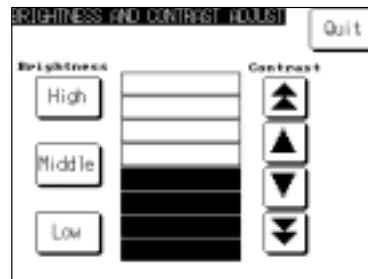 BRIGHTNESS AND CONTRAST ADJUST
Quit
Brightness
Contrast
High
Middle
Low